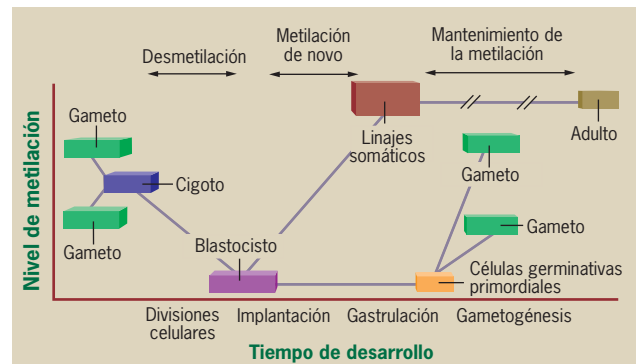 Desmetilación
Metilación
de novo
Mantenimiento de
la metilación
Nivel de metilación
Gameto
Cigoto
Gameto
Blastocisto
Linajes
somáticos
Adulto
Gameto
Gameto
Células germinativas
primordiales
Divisiones
celulares
Implantación
Gastrulación
Gametogénesis
Tiempo de desarrollo